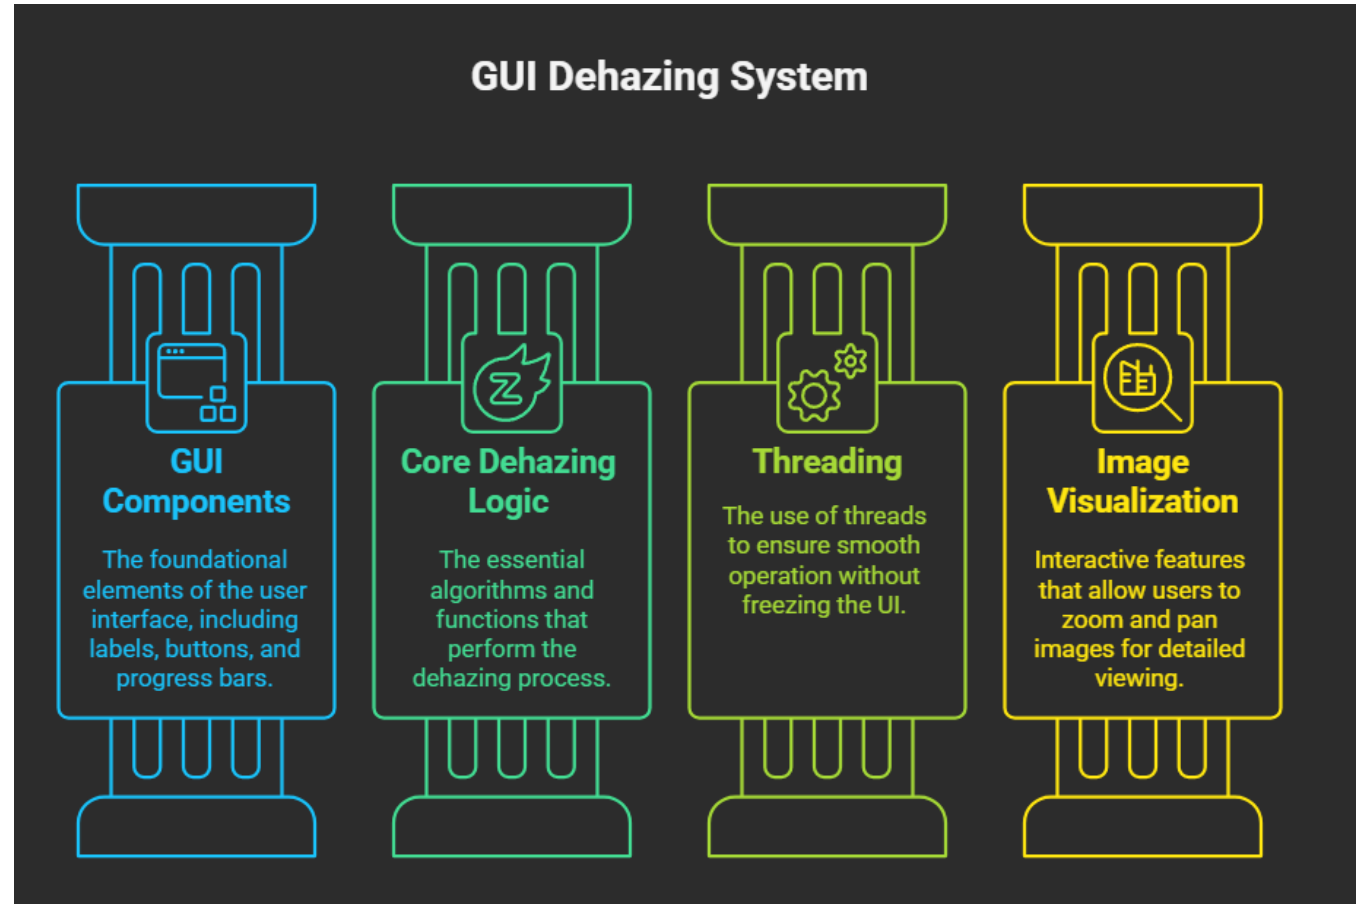 GUI Dehazing System
GUI
Components
The foundational
elements of the user
interface, including
labels, buttons, and
progress bars.
Z
Core Dehazing
Logic
The essential
algorithms and
functions that
perform the
dehazing process.
Threading
The use of threads
to ensure smooth
operation without
freezing the UI.
Image
Visualization
Interactive features
that allow users to
zoom and pan
images for detailed
viewing.